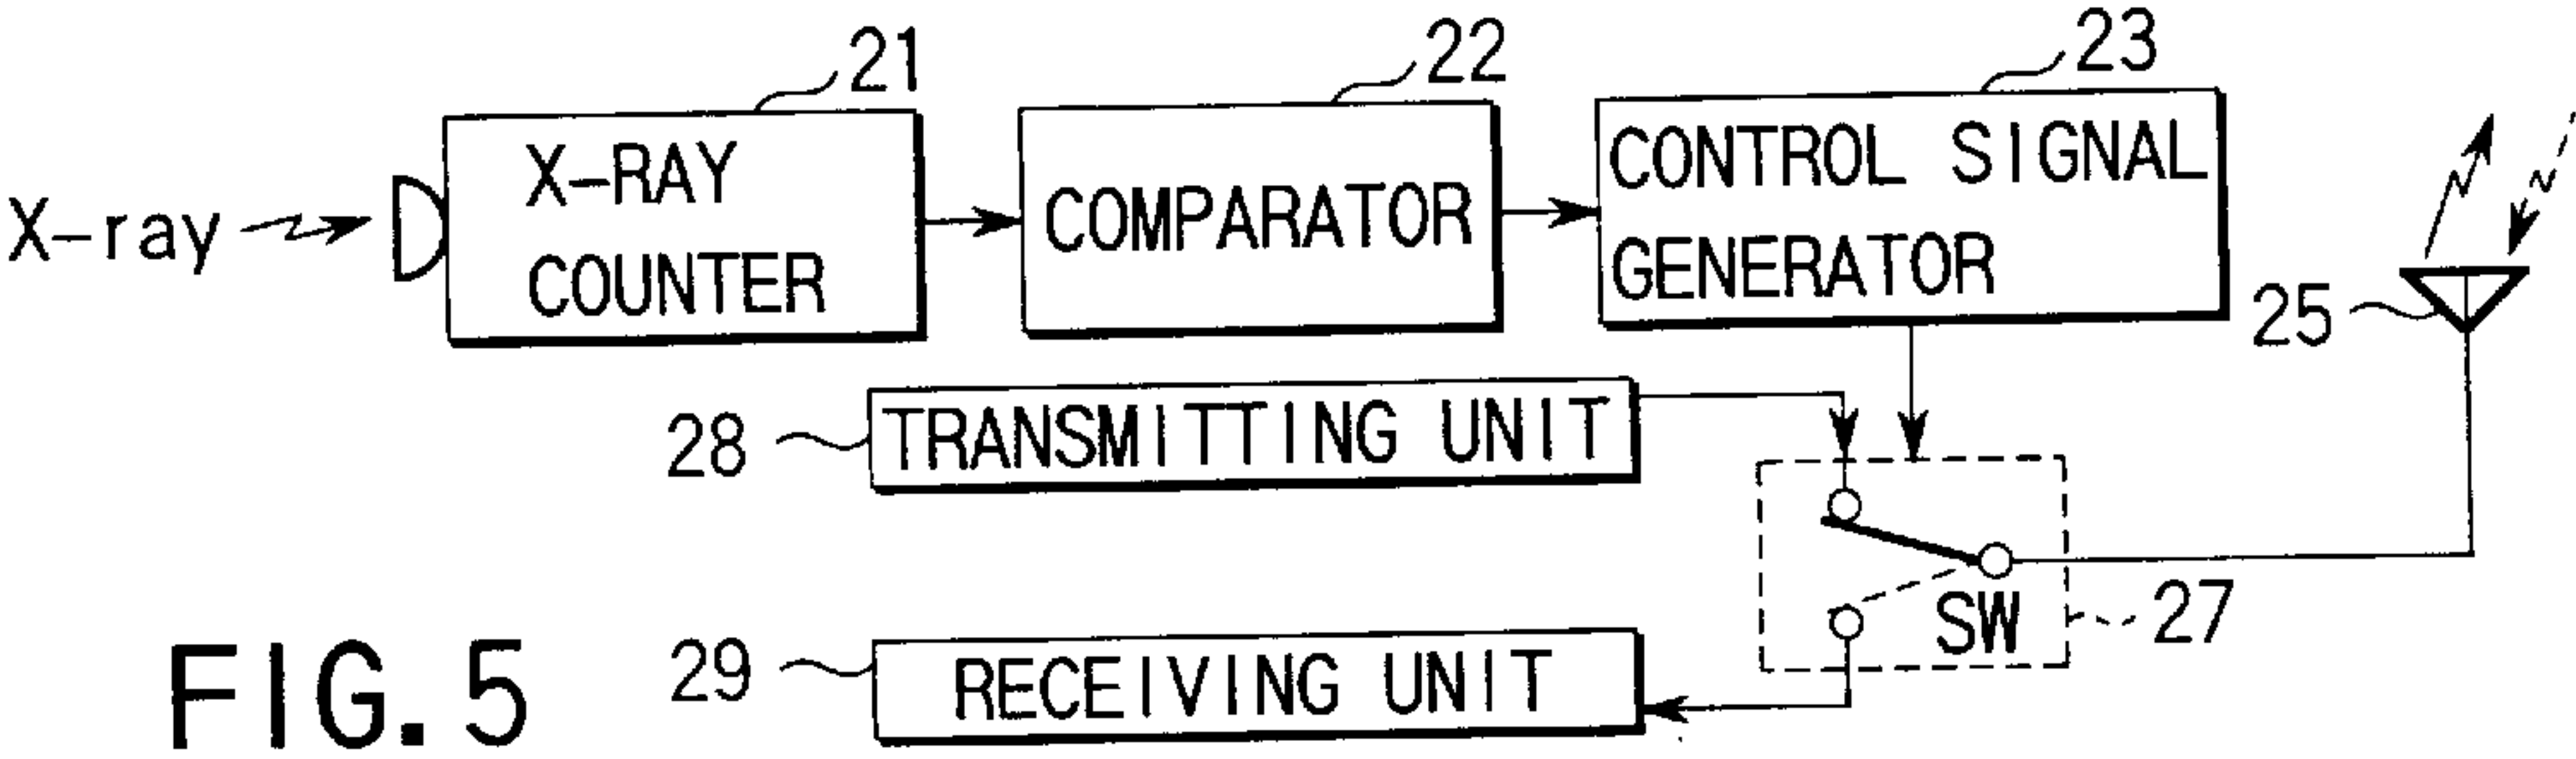 21
22
23
X-ray
X-RAY
COUNTER
COMPARATOR
CONTROL SIGNAL
GENERATOR
25
28
TRANSMITTING UNIT
SW
27
29
RECEIVING UNIT
FIG. 5